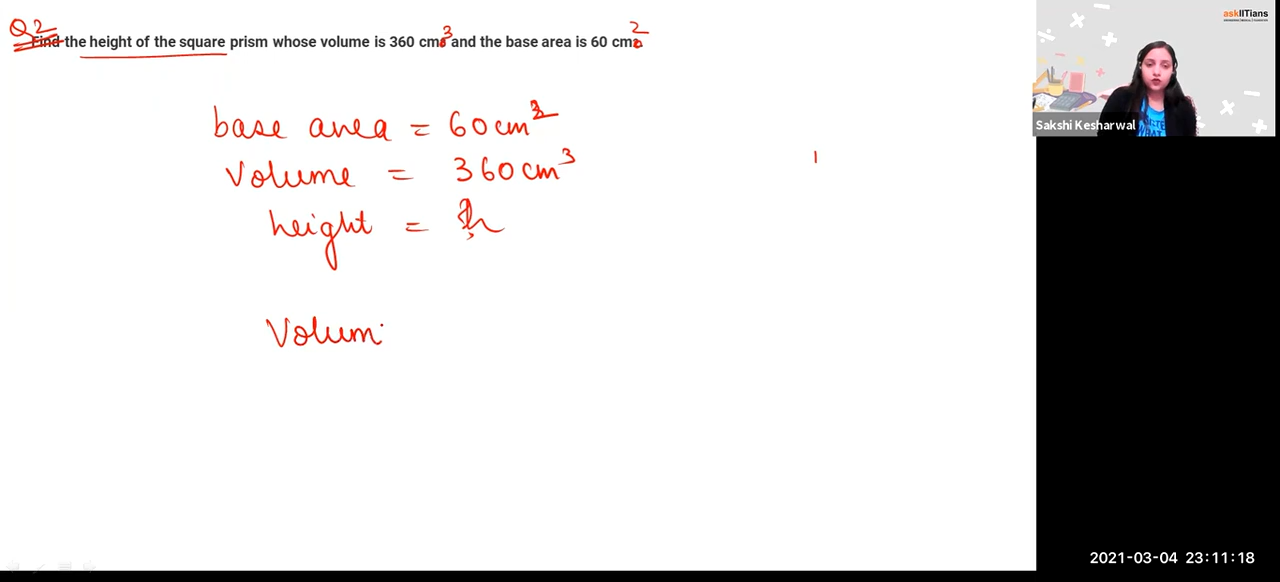 Q2
Find the height of the square prism whose volume is 360 cm³ and the base area is 60 cm²
base area = 60 cm²
Volume = 360 cm³
height = h
Volum
askIITians
Sakshi Kesharwal
2021-03-04 23:11:18